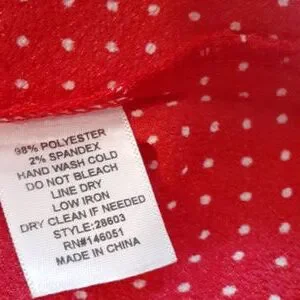 98% POLYESTER
2% SPANDEX
HAND WASH COLD
DO NOT BLEACH
LINE DRY
LOW IRON
DRY CLEAN IF NEEDED
STYLE:28603
RN#146051
MADE IN CHINA